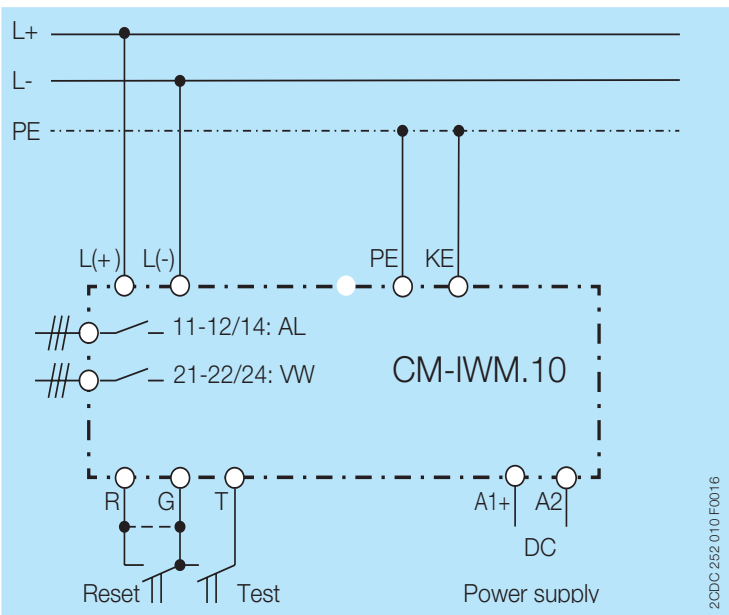 L+
L-
PE
L(+) L(-) PE KE
11-12/14: AL
21-22/24: VW
CM-IWM.10
R G T A1+ A2
DC
Reset Test Power supply
2CDC 252 010 F0016